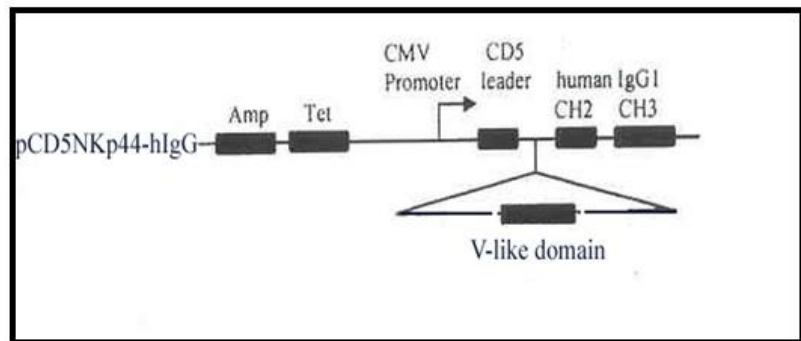 CMV
Promoter
CD5
leader
human IgG1
CH2 CH3
Amp
Tet
pCD5NKp44-hIgG
V-like domain